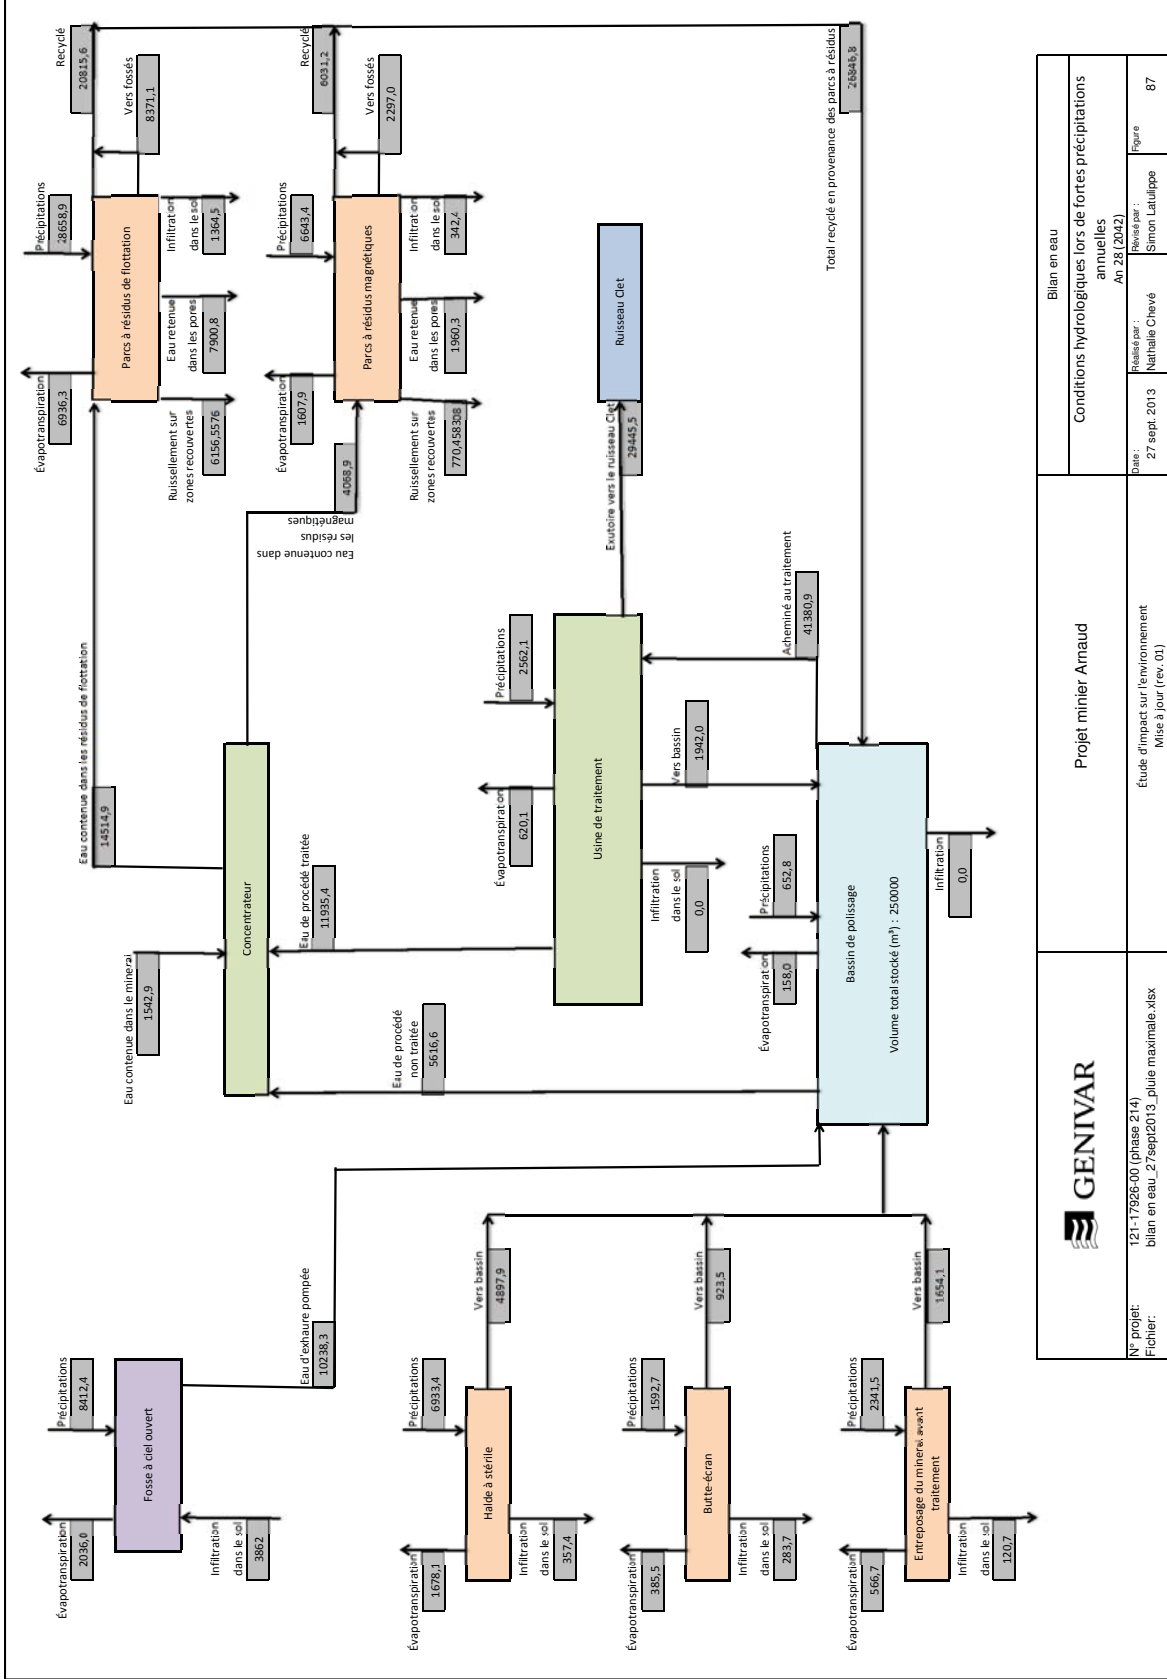 Évapotranspiration
2036,0
Précipitations
8412,4
Fosse à ciel ouvert
Infiltration
dans le sol
3862
Eau d'exhaure pompée
10238,3
Évapotranspiration
1678,1
Précipitations
6933,4
Halde à stérile
Infiltration
dans le sol
357,4
Vers bassin
4897,9
Évapotranspiration
385,5
Précipitations
1592,7
Butte-écran
Infiltration
dans le sol
283,7
Vers bassin
923,5
Évapotranspiration
566,7
Précipitations
2341,5
Entreposage du minerai avant
traitement
Infiltration
dans le sol
120,7
Vers bassin
1654,1
Eau contenue dans le minerai
1542,9
Concentrateur
Eau contenue dans les résidus de flottation
14514,9
Eau contenue dans
les résidus
magnétiques
4068,9
Eau de procédé
non traitée
5616,6
Eau de procédé traitée
11935,4
Évapotranspiration
620,1
Précipitations
2562,1
Usine de traitement
Infiltration
dans le sol
0,0
Vers bassin
1942,0
Acheminé au traitement
41380,9
Évapotranspiration
158,0
Précipitations
652,8
Bassin de polissage
Volume total stocké (m³) : 250000
Infiltration
0,0
Évapotranspiration
6936,3
Précipitations
28658,9
Parcs à résidus de flottation
Ruissellement sur
zones recouvertes
6156,5576
Eau retenue
dans les pores
7900,8
Infiltration
dans le sol
1364,5
Vers fossés
8371,1
Recyclé
20815,6
Évapotranspiration
1607,9
Précipitations
6643,4
Parcs à résidus magnétiques
Ruissellement sur
zones recouvertes
770,458308
Eau retenue
dans les pores
1960,3
Infiltration
dans le sol
342,4
Vers fossés
2297,0
Recyclé
6031,2
Exutoire vers le ruisseau Clet
29445,5
Ruisseau Clet
Total recyclé en provenance des parcs à résidus
26846,8
GENIVAR
N° projet: 121-17926-00 (phase 214)
Fichier: bilan en eau_27sept2013_pluie maximale.xlsx
Projet minier Arnaud
Étude d'impact sur l'environnement
Mise à jour (rev. 01)
Bilan en eau
Conditions hydrologiques lors de fortes précipitations
annuelles
An 28 (2042)
Date : 27 sept. 2013
Réalisé par : Nathalie Chevé
Révisé par : Simon Latulippe
Figure 87